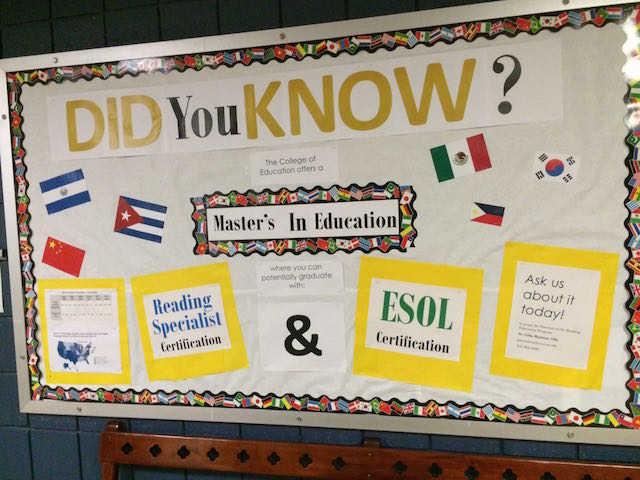 DID You KNOW?
The College of
Education offers a
Master's In Education
where you can
potentially graduate
with:
Reading
Specialist
Certification
&
ESOL
Certification
Ask us
about it
today!